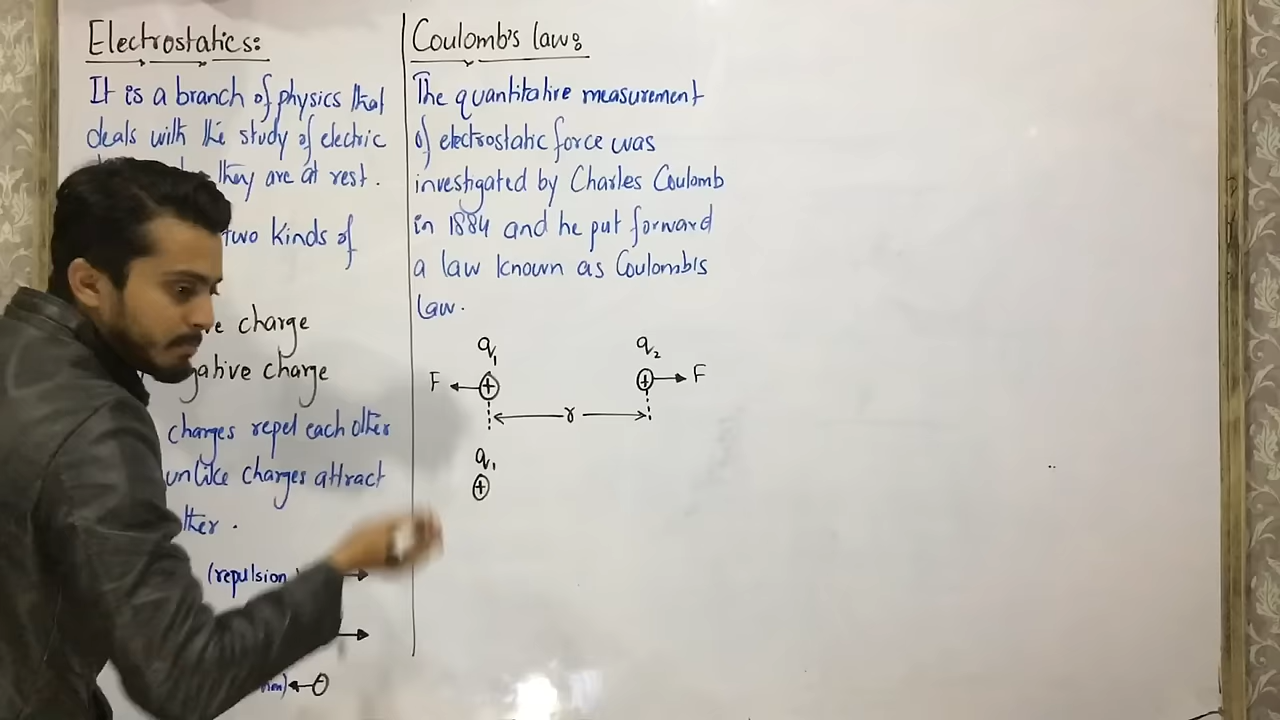 Electrostatics:
It is a branch of physics that
deals with the study of electric
they are at rest.
two kinds of
charge
charge
charges repel each other
unlike charges attract
.
(repulsion
Coulomb's law:
The quantitative measurement
of electrostatic force was
investigated by Charles Coulomb
in 1884 and he put forward
a law known as Coulomb's
law.
q₁ q₂
F + + F
r
q₁
+